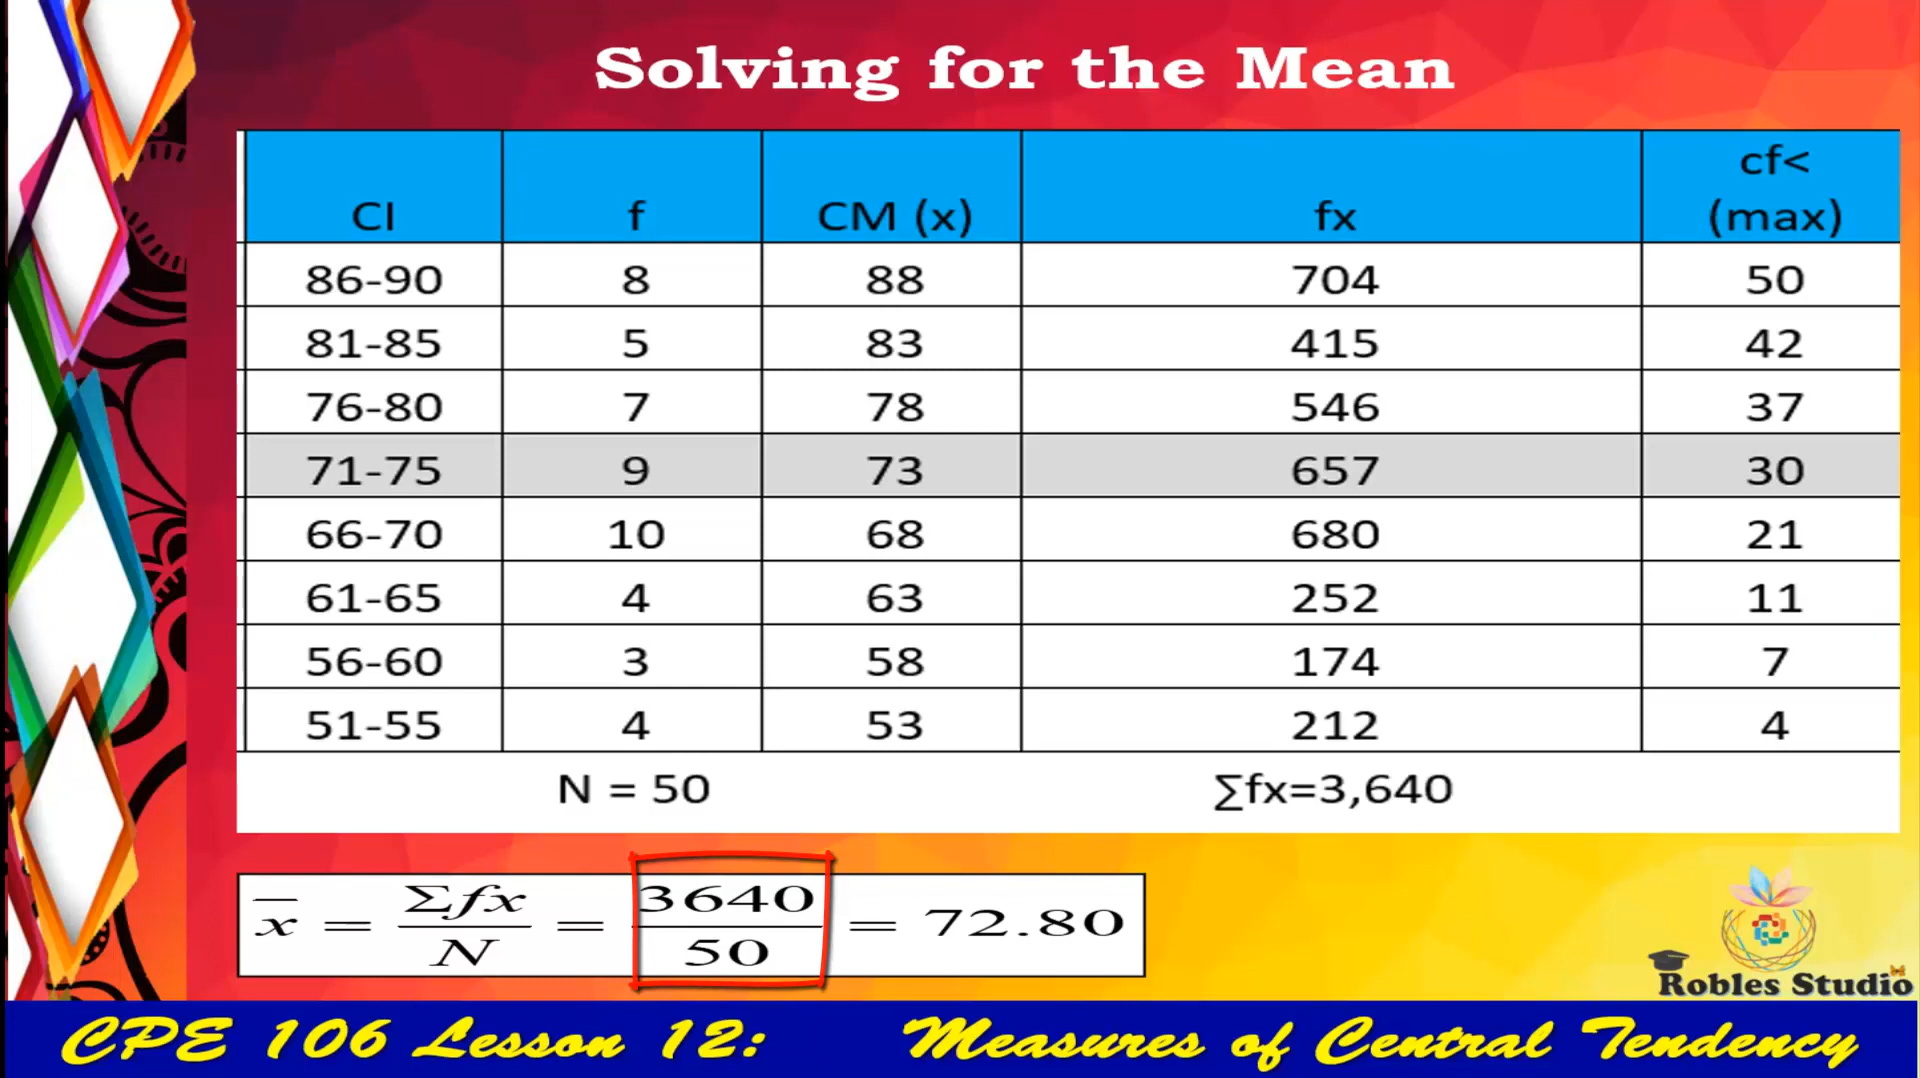 Solving for the Mean
CI f CM (x) fx cf< (max)
86-90 8 88 704 50
81-85 5 83 415 42
76-80 7 78 546 37
71-75 9 73 657 30
66-70 10 68 680 21
61-65 4 63 252 11
56-60 3 58 174 7
51-55 4 53 212 4
N = 50 ∑fx=3,640
x̄ = Σfx / N = 3640 / 50 = 72.80
Robles Studio
CPE 106 Lesson 12: Measures of Central Tendency